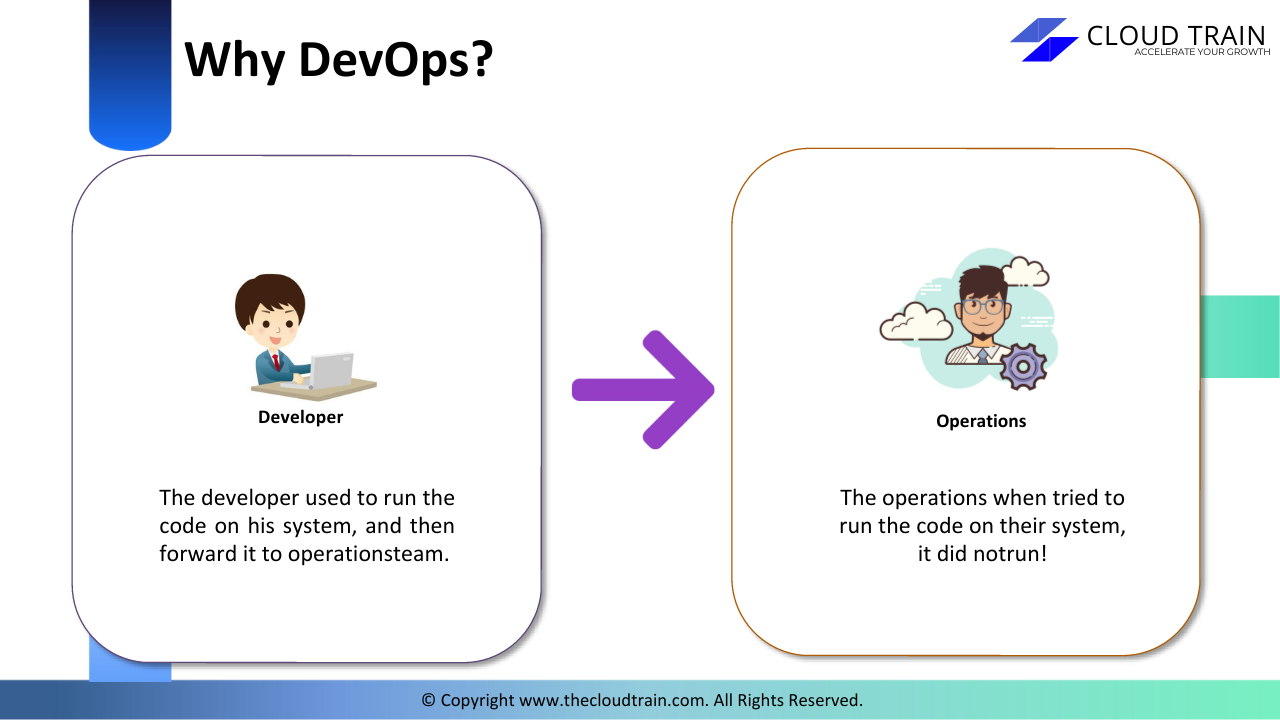 Why DevOps?
CLOUD TRAIN
ACCELERATE YOUR GROWTH
Developer
The developer used to run the
code on his system, and then
forward it to operationsteam.
Operations
The operations when tried to
run the code on their system,
it did notrun!
© Copyright www.thecloudtrain.com. All Rights Reserved.